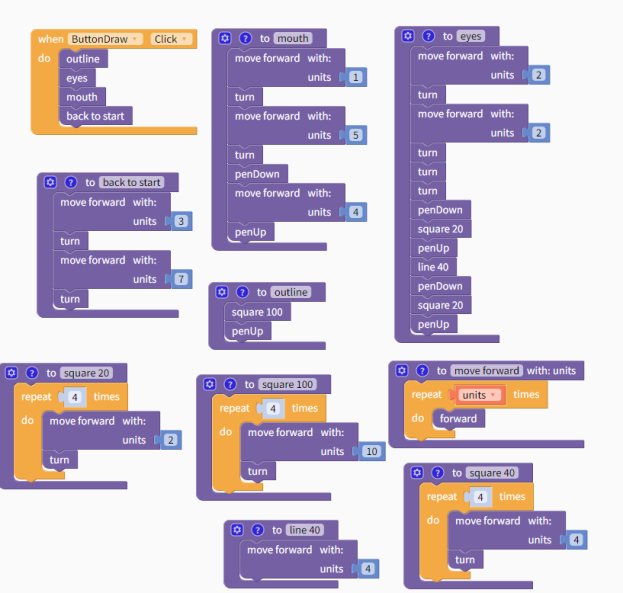 when ButtonDraw Click
do outline
eyes
mouth
back to start
? to mouth
move forward with:
units 1
turn
move forward with:
units 5
turn
penDown
move forward with:
units 4
penUp
? to eyes
move forward with:
units 2
turn
move forward with:
units 2
turn
turn
turn
penDown
square 20
penUp
line 40
penDown
square 20
penUp
? to back to start
move forward with:
units 3
turn
move forward with:
units 7
turn
? to outline
square 100
penUp
? to square 20
repeat 4 times
do move forward with:
units 2
turn
? to square 100
repeat 4 times
do move forward with:
units 10
turn
? to move forward with: units
repeat units times
do forward
? to square 40
repeat 4 times
do move forward with:
units 4
turn
? to line 40
move forward with:
units 4